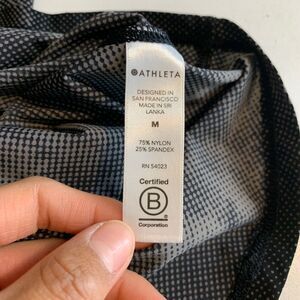 ATHLETA
DESIGNED IN
SAN FRANCISCO
MADE IN SRI
LANKA
M
75% NYLON
25% SPANDEX
RN 54023
Certified
B
Corporation